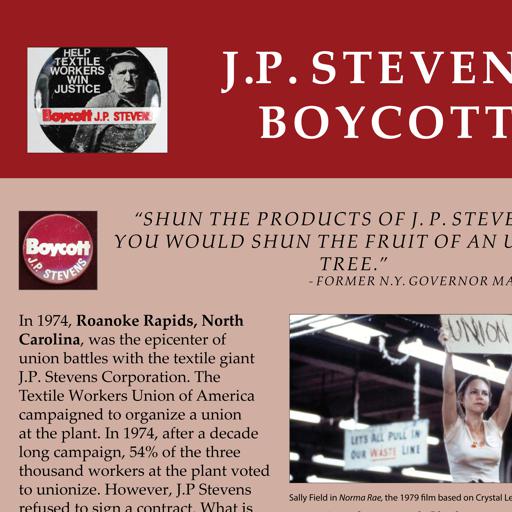 HELP
TEXTILE
WORKERS
WIN
JUSTICE
Boycott J.P. STEVENS
J.P. STEVEN
BOYCOTT
Boycott
J.P. STEVENS
“SHUN THE PRODUCTS OF J. P. STEVE
YOU WOULD SHUN THE FRUIT OF AN U
TREE.”
- FORMER N.Y. GOVERNOR MA
In 1974, Roanoke Rapids, North
Carolina, was the epicenter of
union battles with the textile giant
J.P. Stevens Corporation. The
Textile Workers Union of America
campaigned to organize a union
at the plant. In 1974, after a decade
long campaign, 54% of the three
thousand workers at the plant voted
to unionize. However, J.P Stevens
refused to sign a contract. What is
UNION
LET'S ALL PULL IN
OUR WASTE LINE
Sally Field in Norma Rae, the 1979 film based on Crystal Le